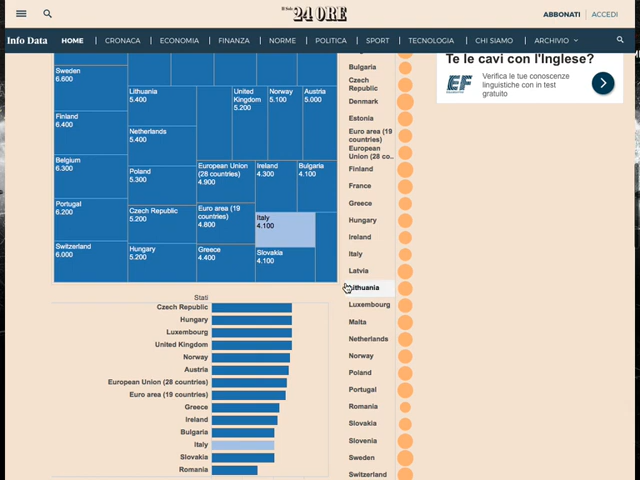 Il Sole
24 ORE
ABBONATI
ACCEDI
Info Data
HOME
CRONACA
ECONOMIA
FINANZA
NORME
POLITICA
SPORT
TECNOLOGIA
CHI SIAMO
ARCHIVIO
Te le cavi con l'Inglese?
EF
Verifica le tue conoscenze
linguistiche con in test
gratuito
Sweden
6.600
Finland
6.400
Belgium
6.300
Portugal
6.200
Switzerland
6.000
Lithuania
5.400
Netherlands
5.400
Poland
5.300
Czech Republic
5.200
Hungary
5.200
United
Kingdom
5.200
Norway
5.100
Austria
5.000
European Union
(28 countries)
4.900
Euro area (19
countries)
4.800
Greece
4.400
Ireland
4.300
Bulgaria
4.100
Italy
4.100
Slovakia
4.100
Bulgaria
Czech
Republic
Denmark
Estonia
Euro area (19
countries)
European
Union (28 co..
Finland
France
Greece
Hungary
Ireland
Italy
Latvia
Lithuania
Luxembourg
Malta
Netherlands
Norway
Poland
Portugal
Romania
Slovakia
Slovenia
Sweden
Switzerland
Stati
Czech Republic
Hungary
Luxembourg
United Kingdom
Norway
Austria
European Union (28 countries)
Euro area (19 countries)
Greece
Ireland
Bulgaria
Italy
Slovakia
Romania